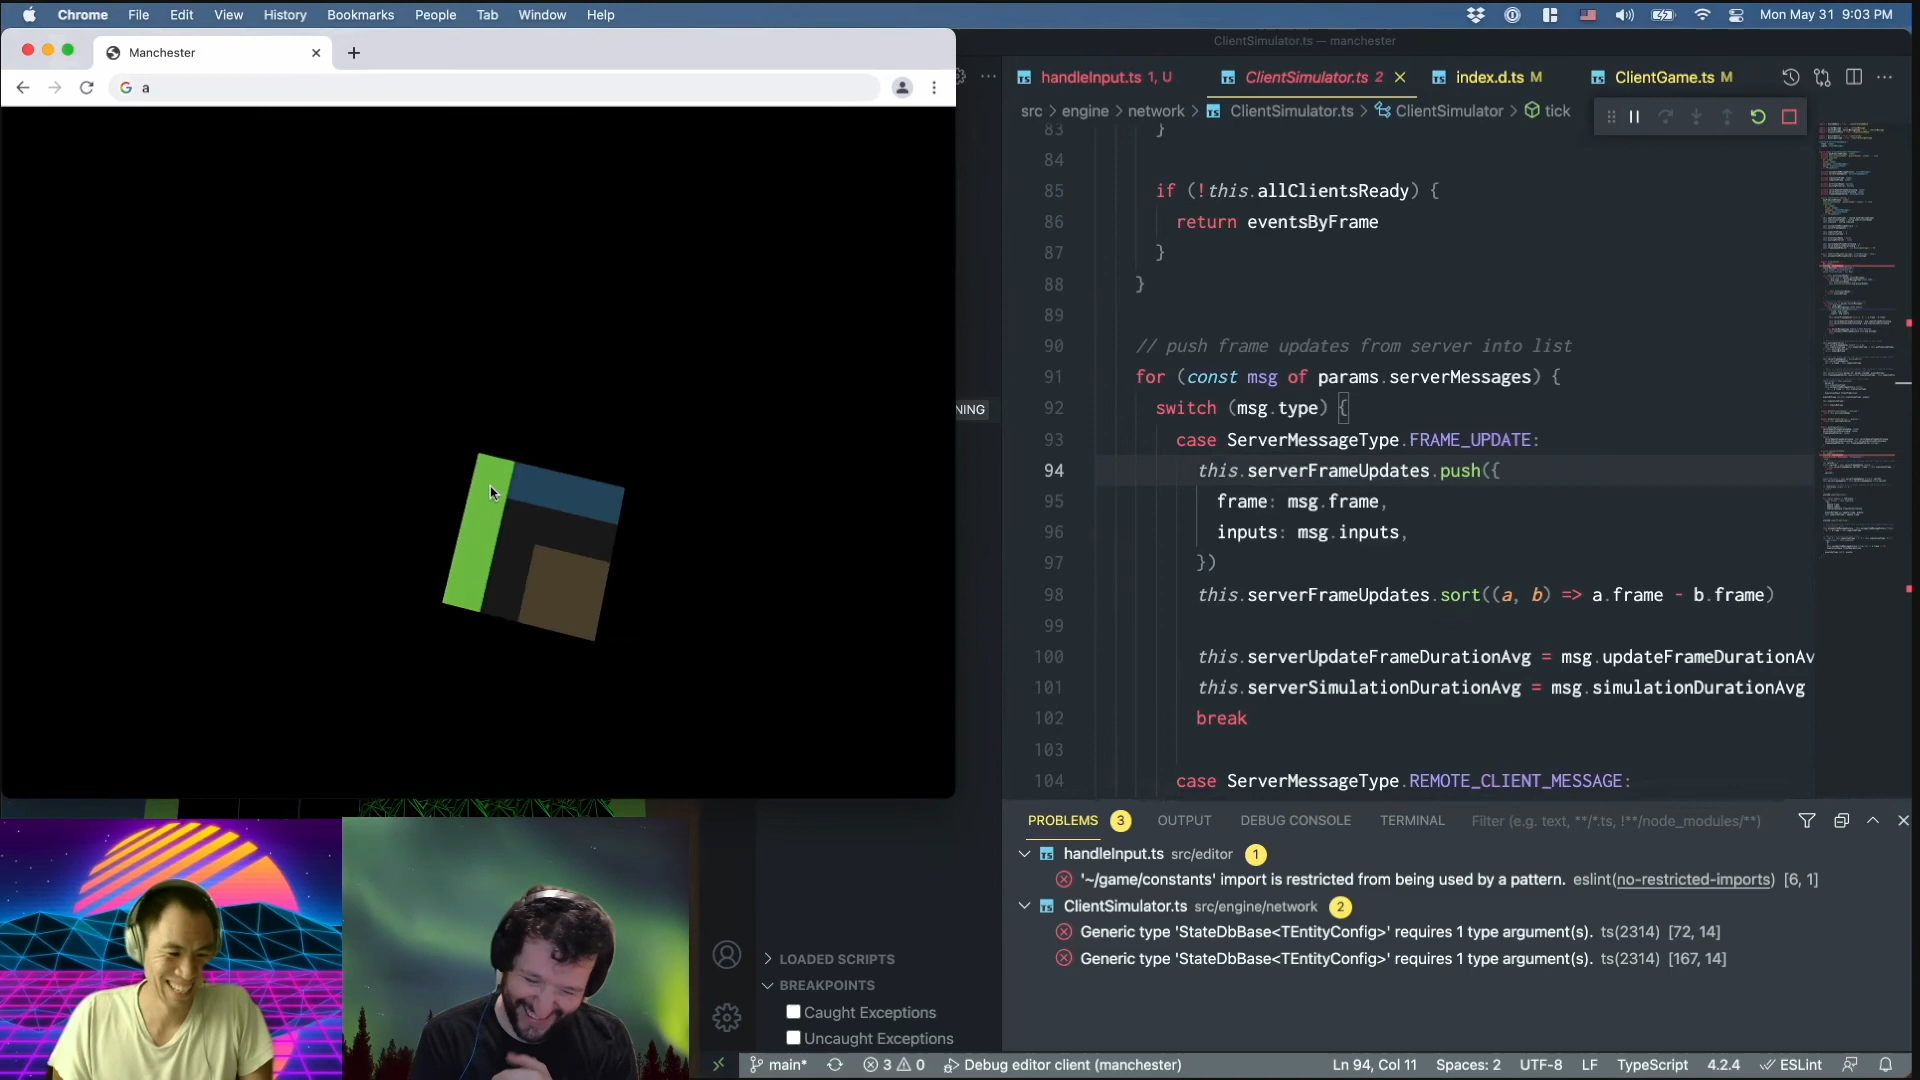 Chrome File Edit View History Bookmarks People Tab Window Help
Mon May 31 9:03 PM
Manchester
a
ClientSimulator.ts — manchester
handleInput.ts 1, U
ClientSimulator.ts 2
index.d.ts M
ClientGame.ts M
src > engine > network > ClientSimulator.ts > ClientSimulator > tick
83 }
84
85 if (!this.allClientsReady) {
86 return eventsByFrame
87 }
88 }
89
90 // push frame updates from server into list
91 for (const msg of params.serverMessages) {
92 switch (msg.type) {
93 case ServerMessageType.FRAME_UPDATE:
94 this.serverFrameUpdates.push({
95 frame: msg.frame,
96 inputs: msg.inputs,
97 })
98 this.serverFrameUpdates.sort((a, b) => a.frame - b.frame)
99
100 this.serverUpdateFrameDurationAvg = msg.updateFrameDurationAv
101 this.serverSimulationDurationAvg = msg.simulationDurationAvg
102 break
103
104 case ServerMessageType.REMOTE_CLIENT_MESSAGE:
NING
PROBLEMS 3 OUTPUT DEBUG CONSOLE TERMINAL Filter (e.g. text, **/*.ts, !**/node_modules/**)
handleInput.ts src/editor 1
'~/game/constants' import is restricted from being used by a pattern. eslint(no-restricted-imports) [6, 1]
ClientSimulator.ts src/engine/network 2
Generic type 'StateDbBase<TEntityConfig>' requires 1 type argument(s). ts(2314) [72, 14]
Generic type 'StateDbBase<TEntityConfig>' requires 1 type argument(s). ts(2314) [167, 14]
LOADED SCRIPTS
BREAKPOINTS
Caught Exceptions
Uncaught Exceptions
main* 3 0 Debug editor client (manchester) Ln 94, Col 11 Spaces: 2 UTF-8 LF TypeScript 4.2.4 ESLint